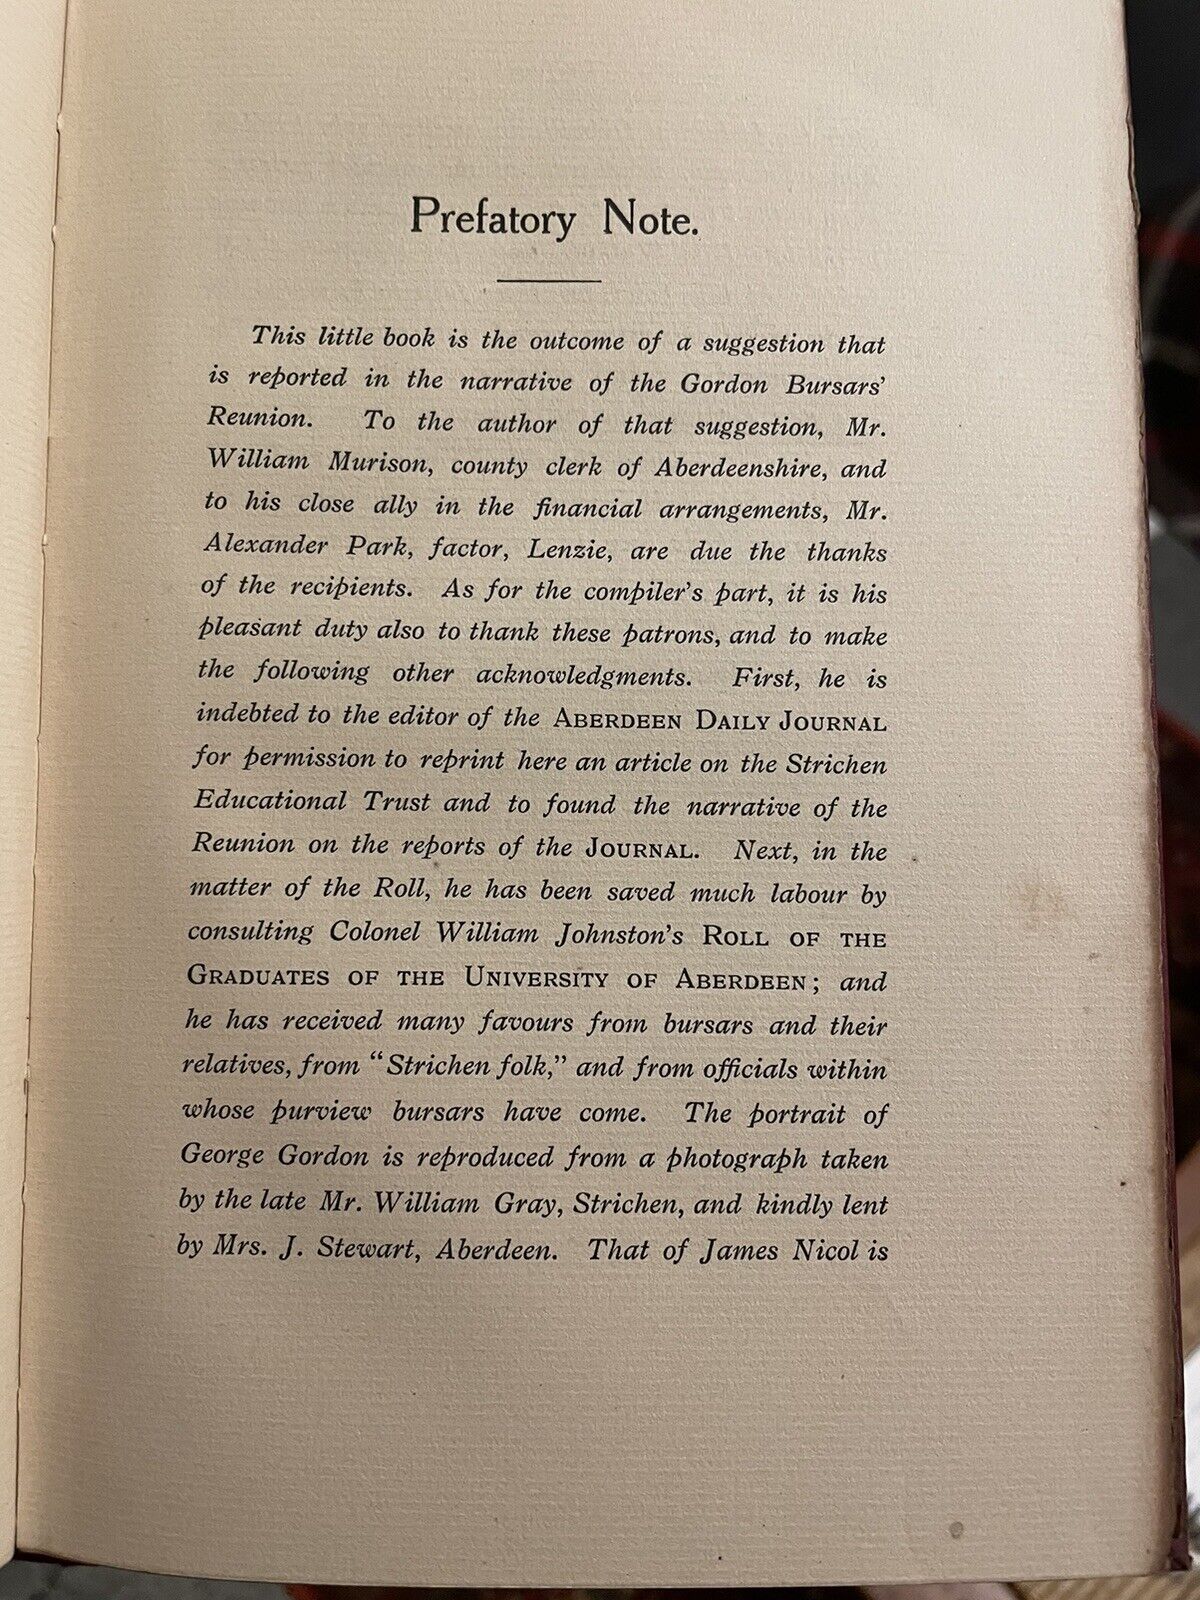 Prefatory Note.
This little book is the outcome of a suggestion that
is reported in the narrative of the Gordon Bursars'
Reunion. To the author of that suggestion, Mr.
William Murison, county clerk of Aberdeenshire, and
to his close ally in the financial arrangements, Mr.
Alexander Park, factor, Lenzie, are due the thanks
of the recipients. As for the compiler's part, it is his
pleasant duty also to thank these patrons, and to make
the following other acknowledgments. First, he is
indebted to the editor of the ABERDEEN DAILY JOURNAL
for permission to reprint here an article on the Strichen
Educational Trust and to found the narrative of the
Reunion on the reports of the JOURNAL. Next, in the
matter of the Roll, he has been saved much labour by
consulting Colonel William Johnston's ROLL OF THE
GRADUATES OF THE UNIVERSITY OF ABERDEEN; and
he has received many favours from bursars and their
relatives, from "Strichen folk," and from officials within
whose purview bursars have come. The portrait of
George Gordon is reproduced from a photograph taken
by the late Mr. William Gray, Strichen, and kindly lent
by Mrs. J. Stewart, Aberdeen. That of James Nicol is